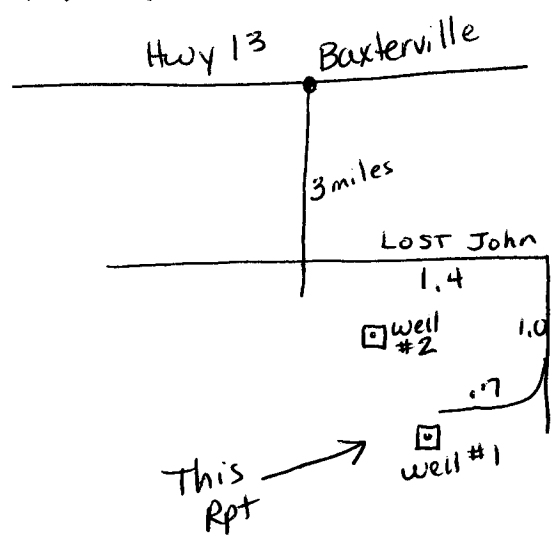 Hwy 13
Baxterville
3 miles
LOST John
1.4
well
#2
1.0
.7
well #1
This
Rpt